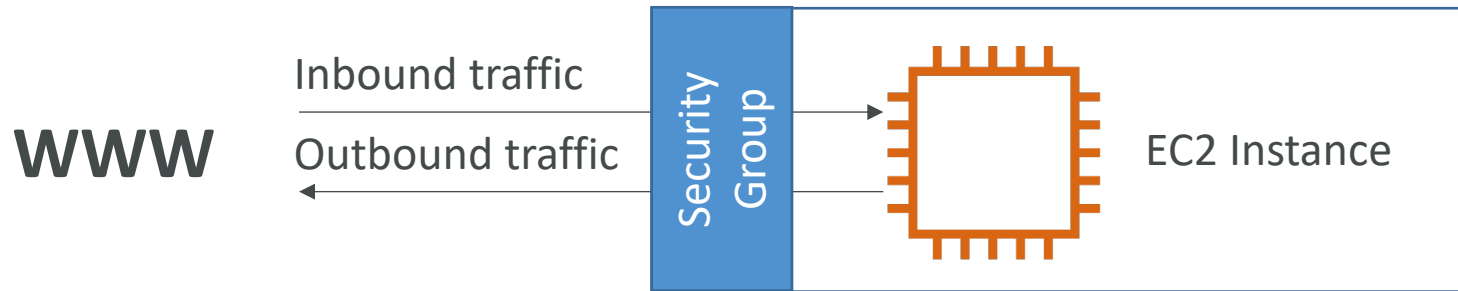 WWW
Inbound traffic
Outbound traffic
Security
Group
EC2 Instance